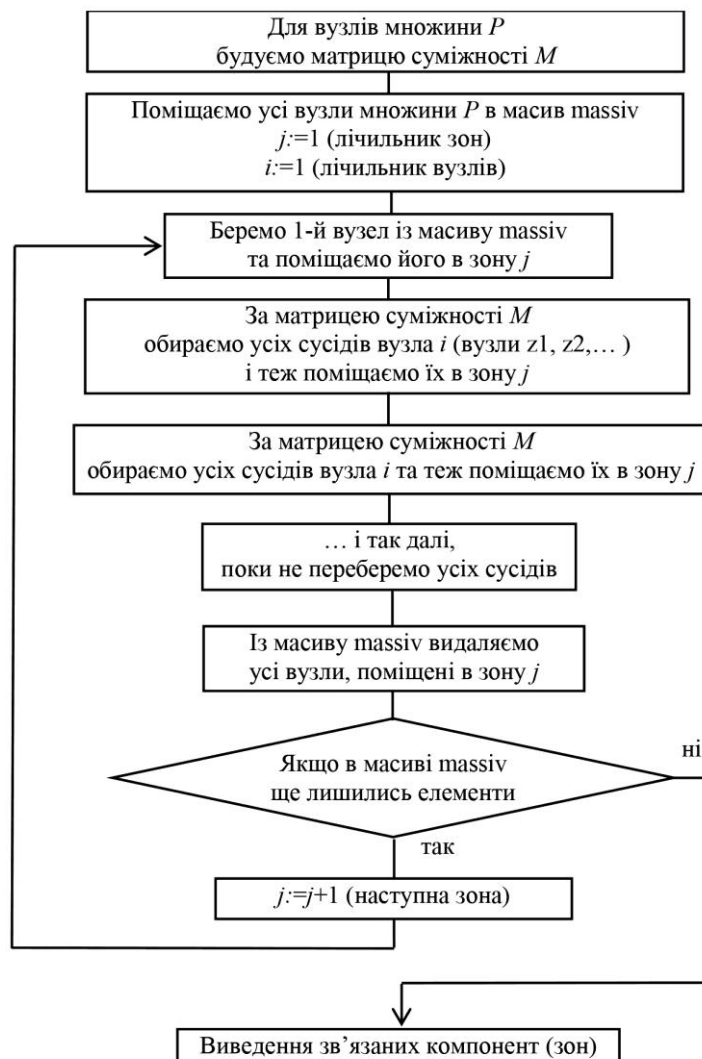 Для вузлів множини P
будуємо матрицю суміжності M
Поміщаємо усі вузли множини P в масив massiv
j:=1 (лічильник зон)
i:=1 (лічильник вузлів)
Беремо 1-й вузел із масиву massiv
та поміщаємо його в зону j
За матрицею суміжності M
обираємо усіх сусідів вузла i (вузли z1, z2,… )
і теж поміщаємо їх в зону j
За матрицею суміжності M
обираємо усіх сусідів вузла i та теж поміщаємо їх в зону j
… і так далі,
поки не переберемо усіх сусідів
Із масиву massiv видаляємо
усі вузли, поміщені в зону j
Якщо в масиві massiv
ще лишились елементи
ні
так
j:=j+1 (наступна зона)
Виведення зв’язаних компонент (зон)